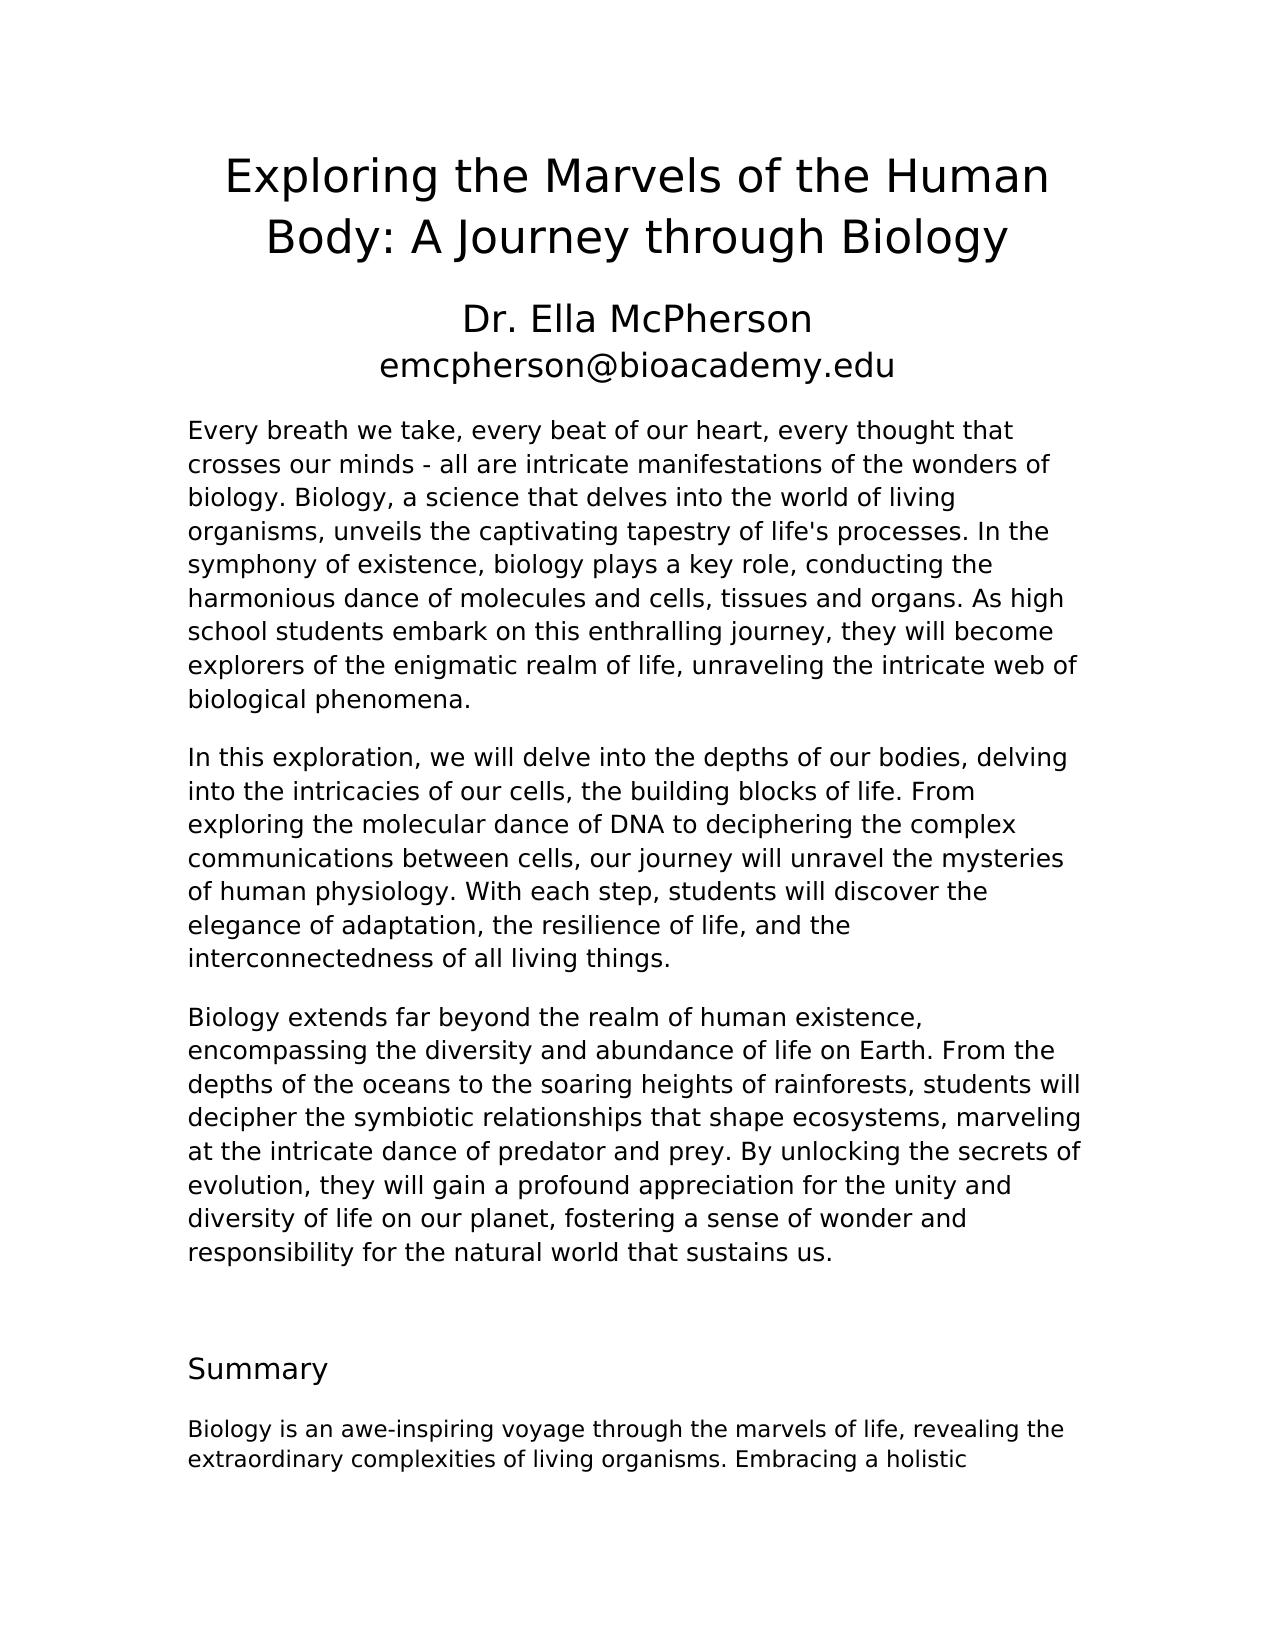 Exploring the Marvels of the Human
Body: A Journey through Biology
Dr. Ella McPherson
emcpherson@bioacademy.edu
Every breath we take, every beat of our heart, every thought that
crosses our minds - all are intricate manifestations of the wonders of
biology. Biology, a science that delves into the world of living
organisms, unveils the captivating tapestry of life's processes. In the
symphony of existence, biology plays a key role, conducting the
harmonious dance of molecules and cells, tissues and organs. As high
school students embark on this enthralling journey, they will become
explorers of the enigmatic realm of life, unraveling the intricate web of
biological phenomena.
In this exploration, we will delve into the depths of our bodies, delving
into the intricacies of our cells, the building blocks of life. From
exploring the molecular dance of DNA to deciphering the complex
communications between cells, our journey will unravel the mysteries
of human physiology. With each step, students will discover the
elegance of adaptation, the resilience of life, and the
interconnectedness of all living things.
Biology extends far beyond the realm of human existence,
encompassing the diversity and abundance of life on Earth. From the
depths of the oceans to the soaring heights of rainforests, students will
decipher the symbiotic relationships that shape ecosystems, marveling
at the intricate dance of predator and prey. By unlocking the secrets of
evolution, they will gain a profound appreciation for the unity and
diversity of life on our planet, fostering a sense of wonder and
responsibility for the natural world that sustains us.
Summary
Biology is an awe-inspiring voyage through the marvels of life, revealing the
extraordinary complexities of living organisms. Embracing a holistic